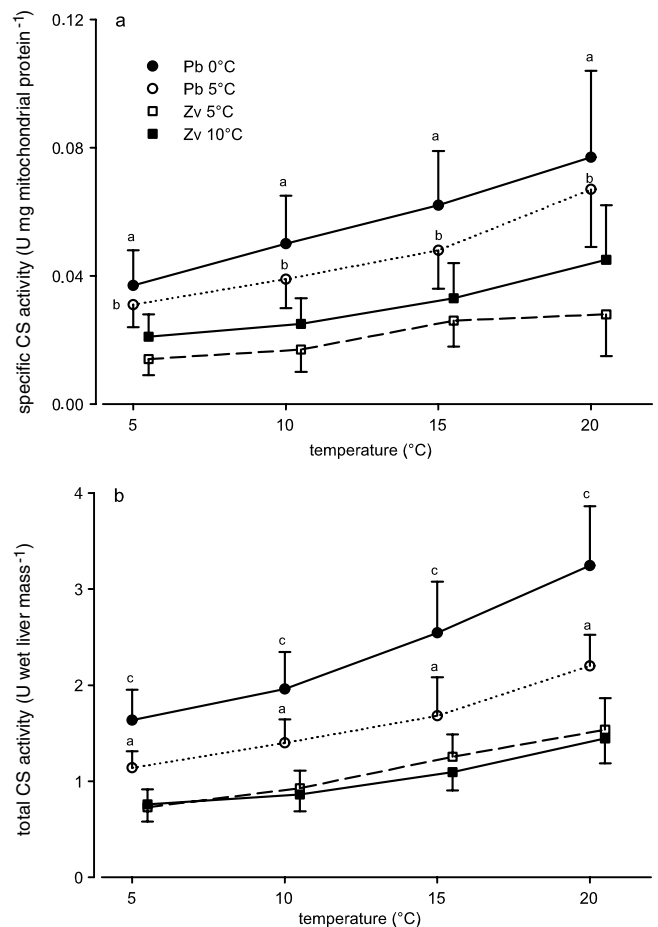 a
specific CS activity (U mg mitochondrial protein-1)
0.12
0.08
0.04
0.00
Pb 0°C
Pb 5°C
Zv 5°C
Zv 10°C
a
a
a
a
b
b
b
b
5
10
15
20
temperature (°C)
b
total CS activity (U wet liver mass-1)
4
3
2
1
0
c
c
c
c
a
a
a
a
5
10
15
20
temperature (°C)